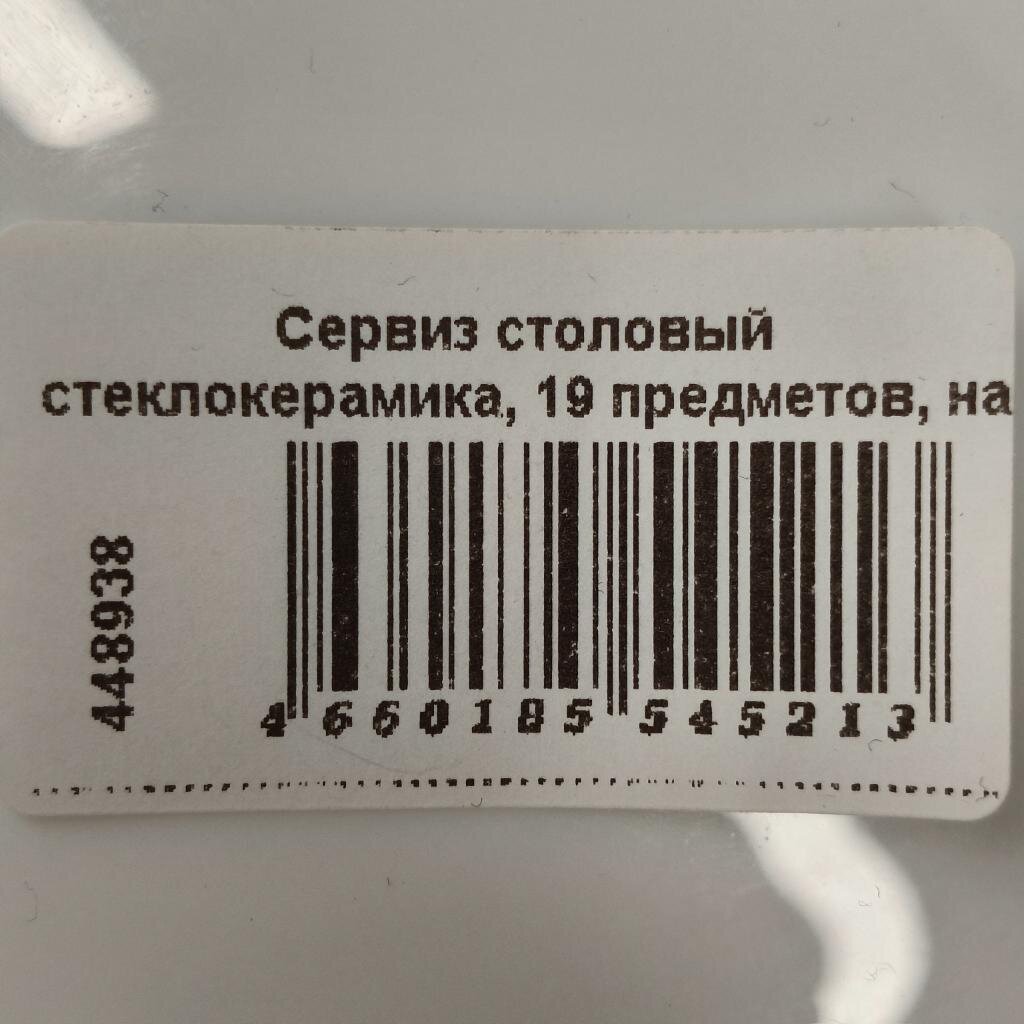 Сервиз столовый
стеклокерамика, 19 предметов, на
448938
4 660185 545213